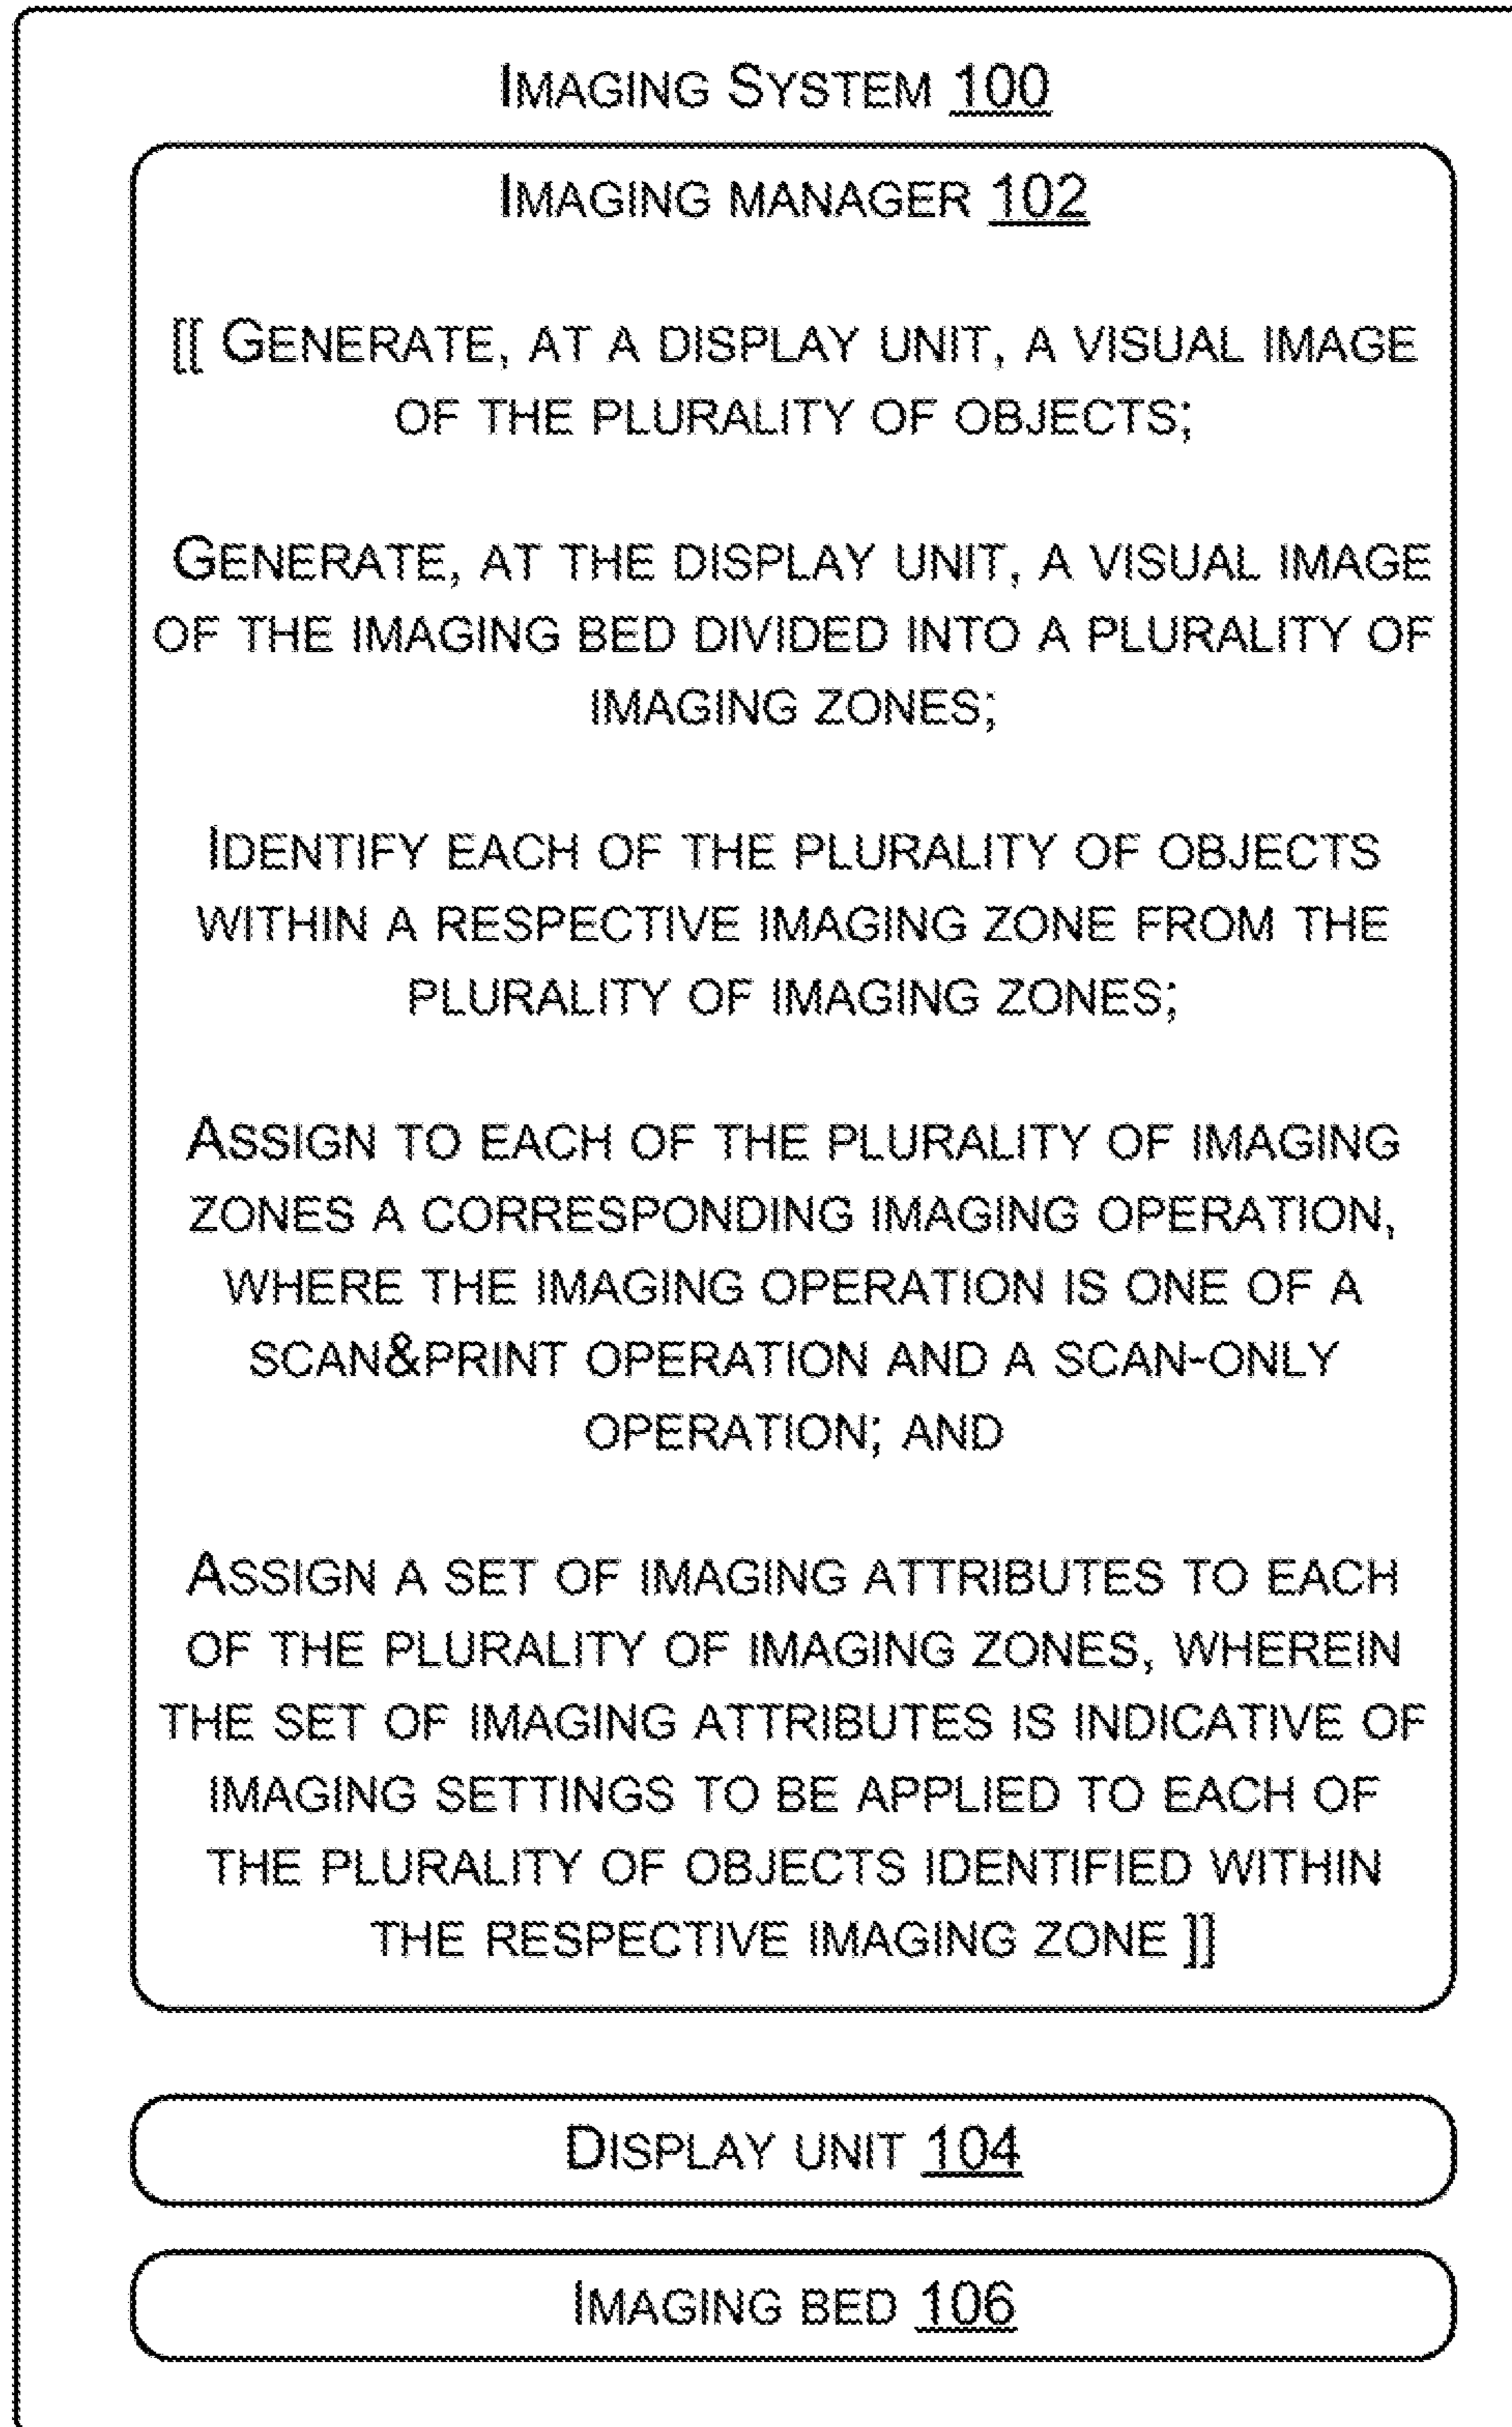 IMAGING SYSTEM 100
IMAGING MANAGER 102
[[ GENERATE, AT A DISPLAY UNIT, A VISUAL IMAGE
OF THE PLURALITY OF OBJECTS;
GENERATE, AT THE DISPLAY UNIT, A VISUAL IMAGE
OF THE IMAGING BED DIVIDED INTO A PLURALITY OF
IMAGING ZONES;
IDENTIFY EACH OF THE PLURALITY OF OBJECTS
WITHIN A RESPECTIVE IMAGING ZONE FROM THE
PLURALITY OF IMAGING ZONES;
ASSIGN TO EACH OF THE PLURALITY OF IMAGING
ZONES A CORRESPONDING IMAGING OPERATION,
WHERE THE IMAGING OPERATION IS ONE OF A
SCAN&PRINT OPERATION AND A SCAN-ONLY
OPERATION; AND
ASSIGN A SET OF IMAGING ATTRIBUTES TO EACH
OF THE PLURALITY OF IMAGING ZONES, WHEREIN
THE SET OF IMAGING ATTRIBUTES IS INDICATIVE OF
IMAGING SETTINGS TO BE APPLIED TO EACH OF
THE PLURALITY OF OBJECTS IDENTIFIED WITHIN
THE RESPECTIVE IMAGING ZONE ]]
DISPLAY UNIT 104
IMAGING BED 106